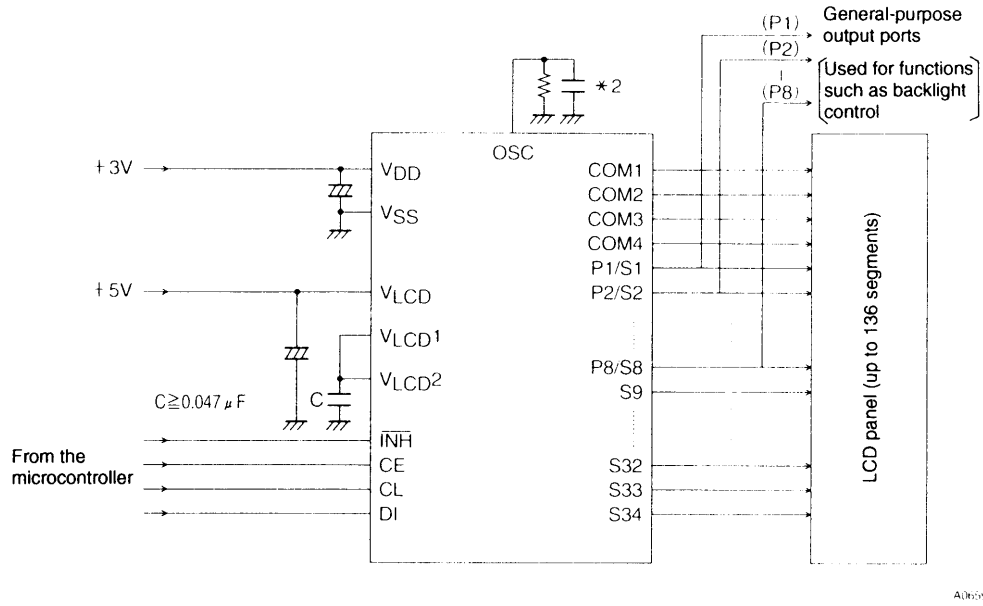 (P1)
General-purpose
output ports
(P2)
(P8)
Used for functions
such as backlight
control
*2
OSC
+3V
VDD
VSS
+5V
VLCD
VLCD1
VLCD2
C≧0.047μF
C
INH
From the
microcontroller
CE
CL
DI
COM1
COM2
COM3
COM4
P1/S1
P2/S2
P8/S8
S9
S32
S33
S34
LCD panel (up to 136 segments)